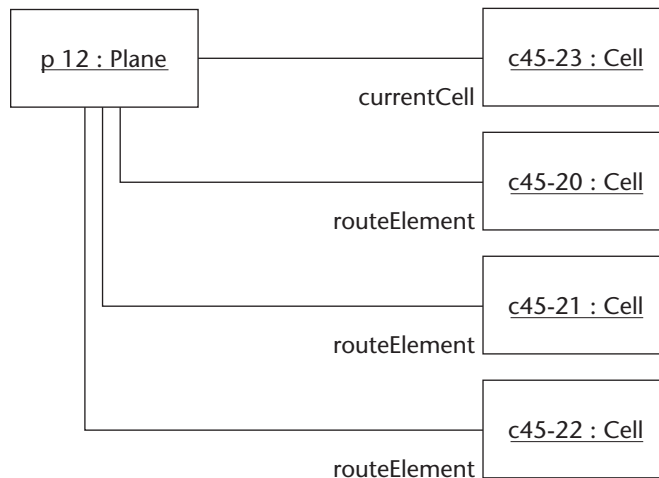 p 12 : Plane
c45-23 : Cell
currentCell
c45-20 : Cell
routeElement
c45-21 : Cell
routeElement
c45-22 : Cell
routeElement